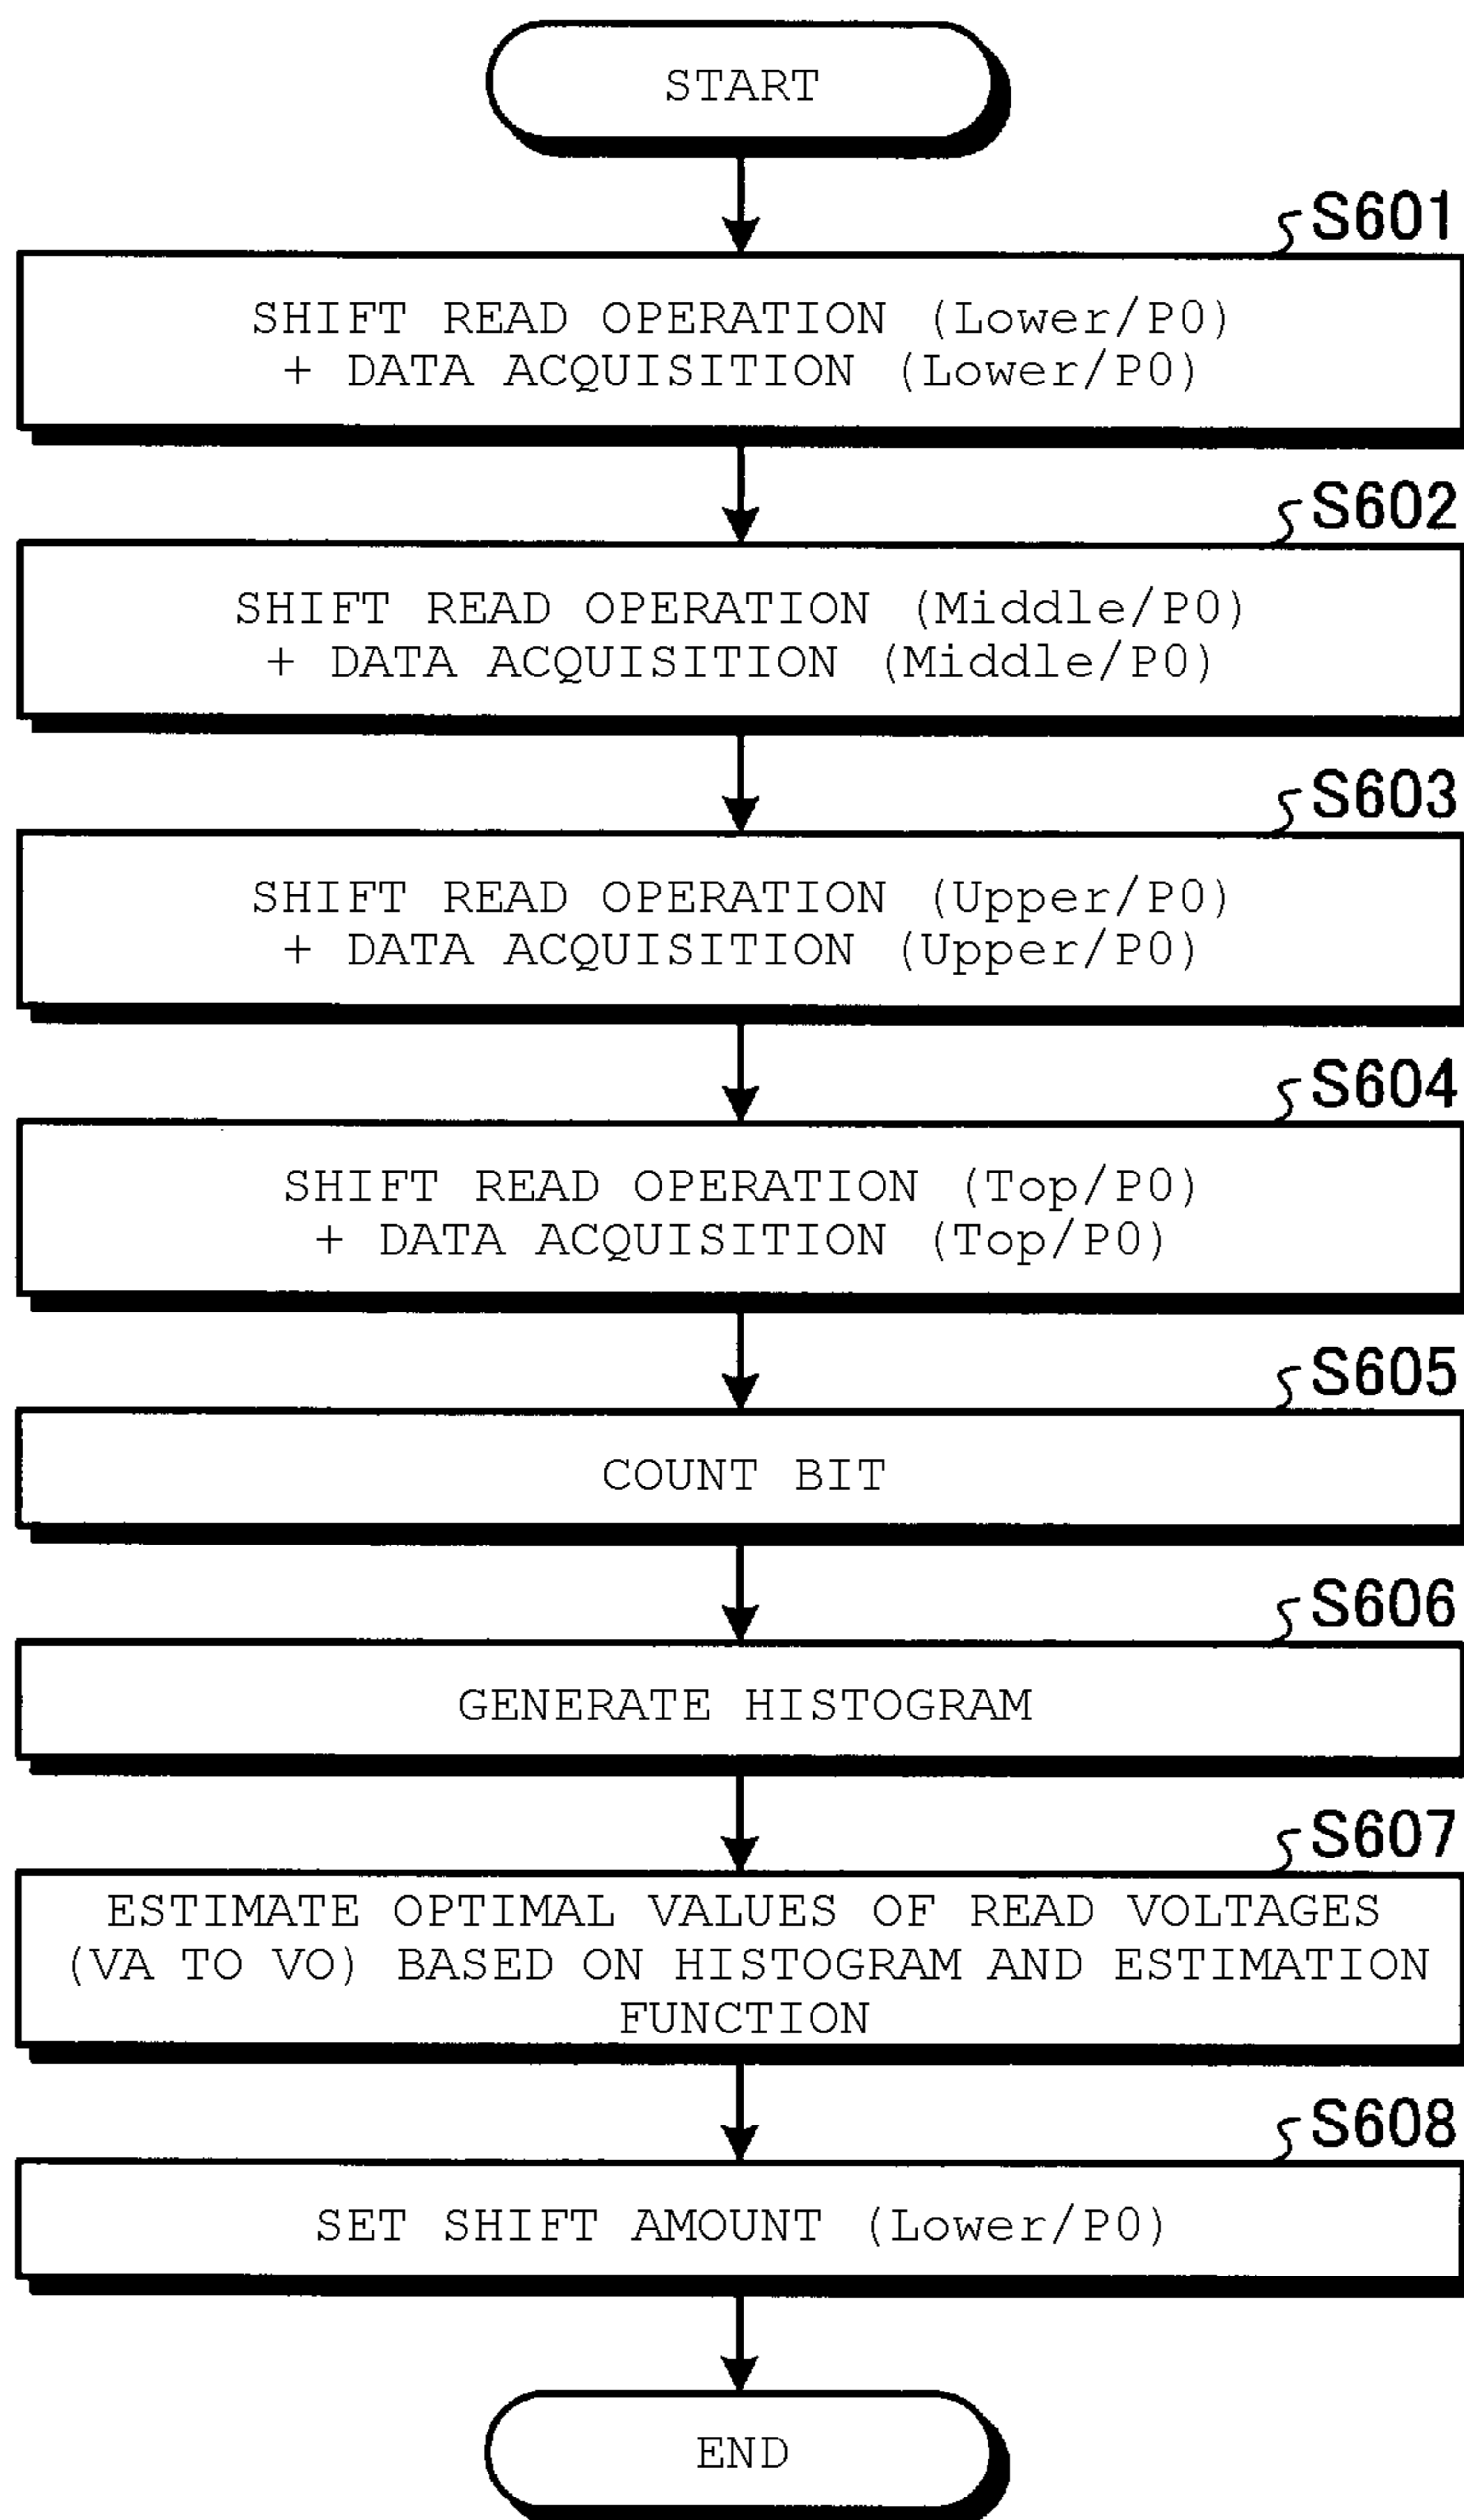 START
S601
SHIFT READ OPERATION (Lower/P0)
+ DATA ACQUISITION (Lower/P0)
S602
SHIFT READ OPERATION (Middle/P0)
+ DATA ACQUISITION (Middle/P0)
S603
SHIFT READ OPERATION (Upper/P0)
+ DATA ACQUISITION (Upper/P0)
S604
SHIFT READ OPERATION (Top/P0)
+ DATA ACQUISITION (Top/P0)
S605
COUNT BIT
S606
GENERATE HISTOGRAM
S607
ESTIMATE OPTIMAL VALUES OF READ VOLTAGES
(VA TO VO) BASED ON HISTOGRAM AND ESTIMATION
FUNCTION
S608
SET SHIFT AMOUNT (Lower/P0)
END